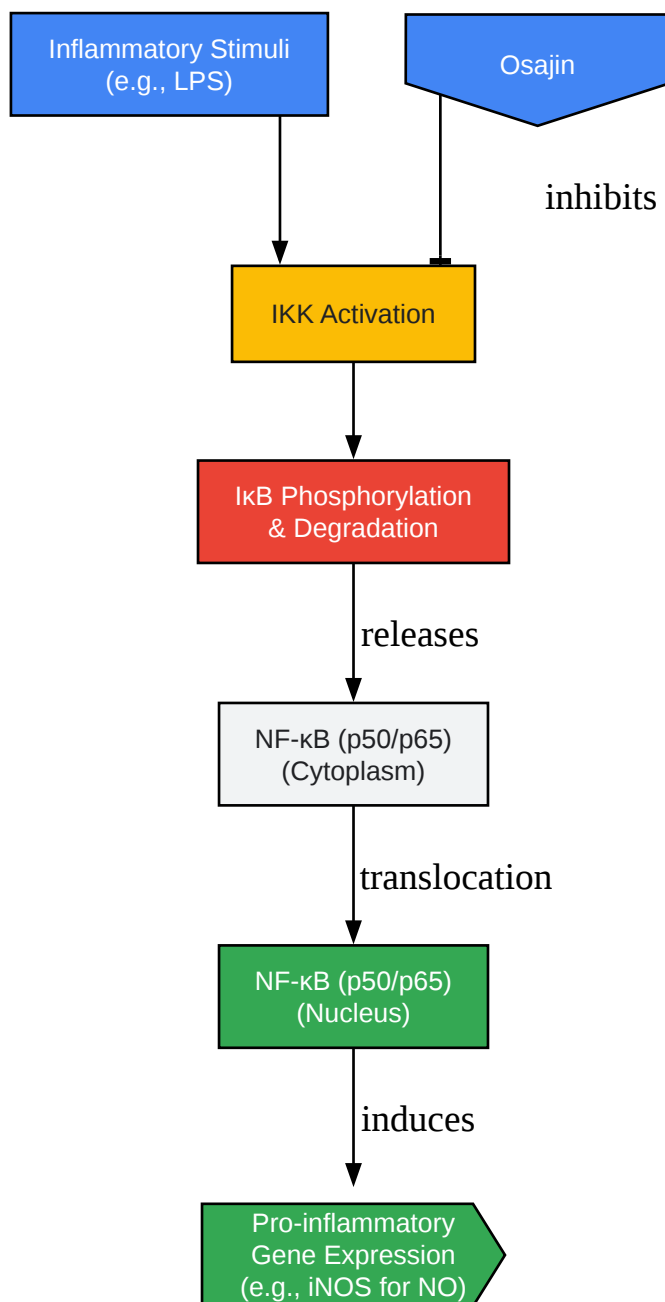 Inflammatory Stimuli
(e.g., LPS)
Osajin
inhibits
IKK Activation
IκB Phosphorylation
& Degradation
releases
NF-κB (p50/p65)
(Cytoplasm)
translocation
NF-κB (p50/p65)
(Nucleus)
induces
Pro-inflammatory
Gene Expression
(e.g., iNOS for NO)